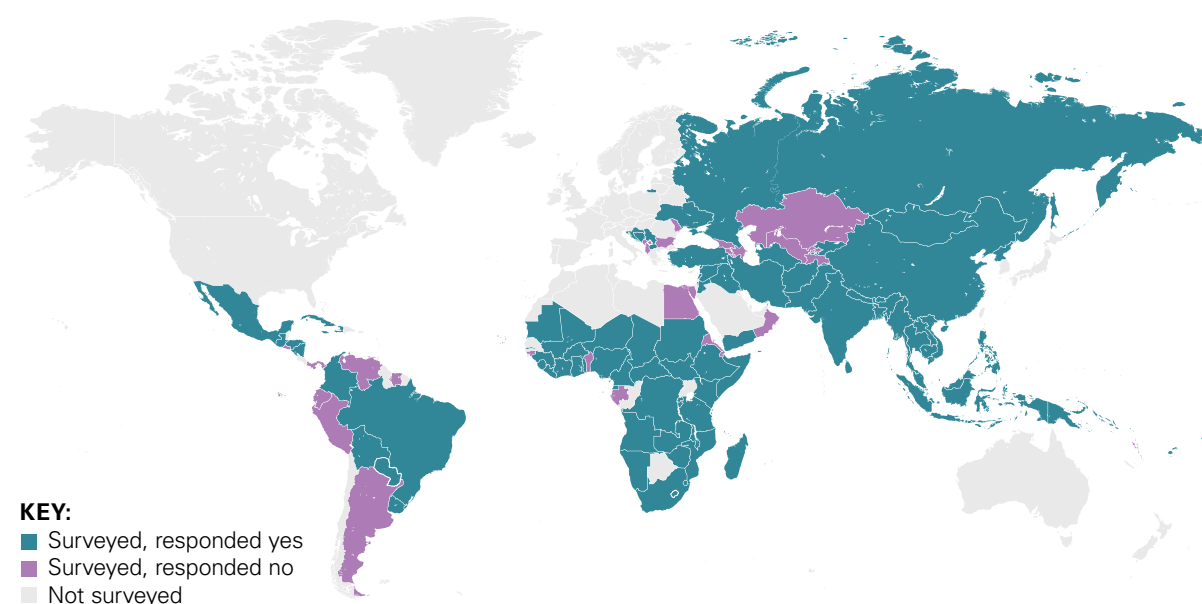 KEY:
Surveyed, responded yes
Surveyed, responded no
Not surveyed